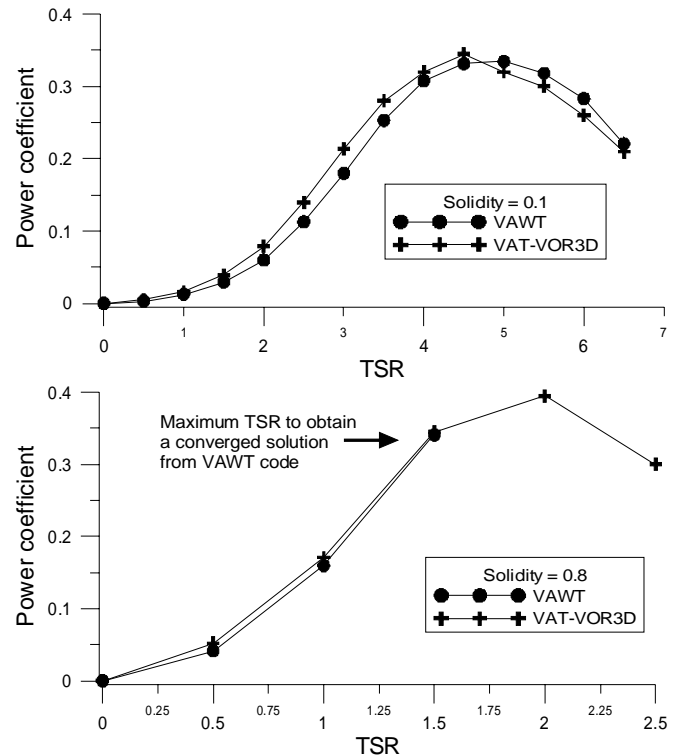 0.4
0.3
0.2
0.1
0
Power coefficient
Solidity = 0.1
VAWT
VAT-VOR3D
0 1 2 3 4 5 6 7
TSR
0.4
0.3
0.2
0.1
0
Power coefficient
Maximum TSR to obtain
a converged solution
from VAWT code
Solidity = 0.8
VAWT
VAT-VOR3D
0 0.25 0.5 0.75 1 1.25 1.5 1.75 2 2.25 2.5
TSR